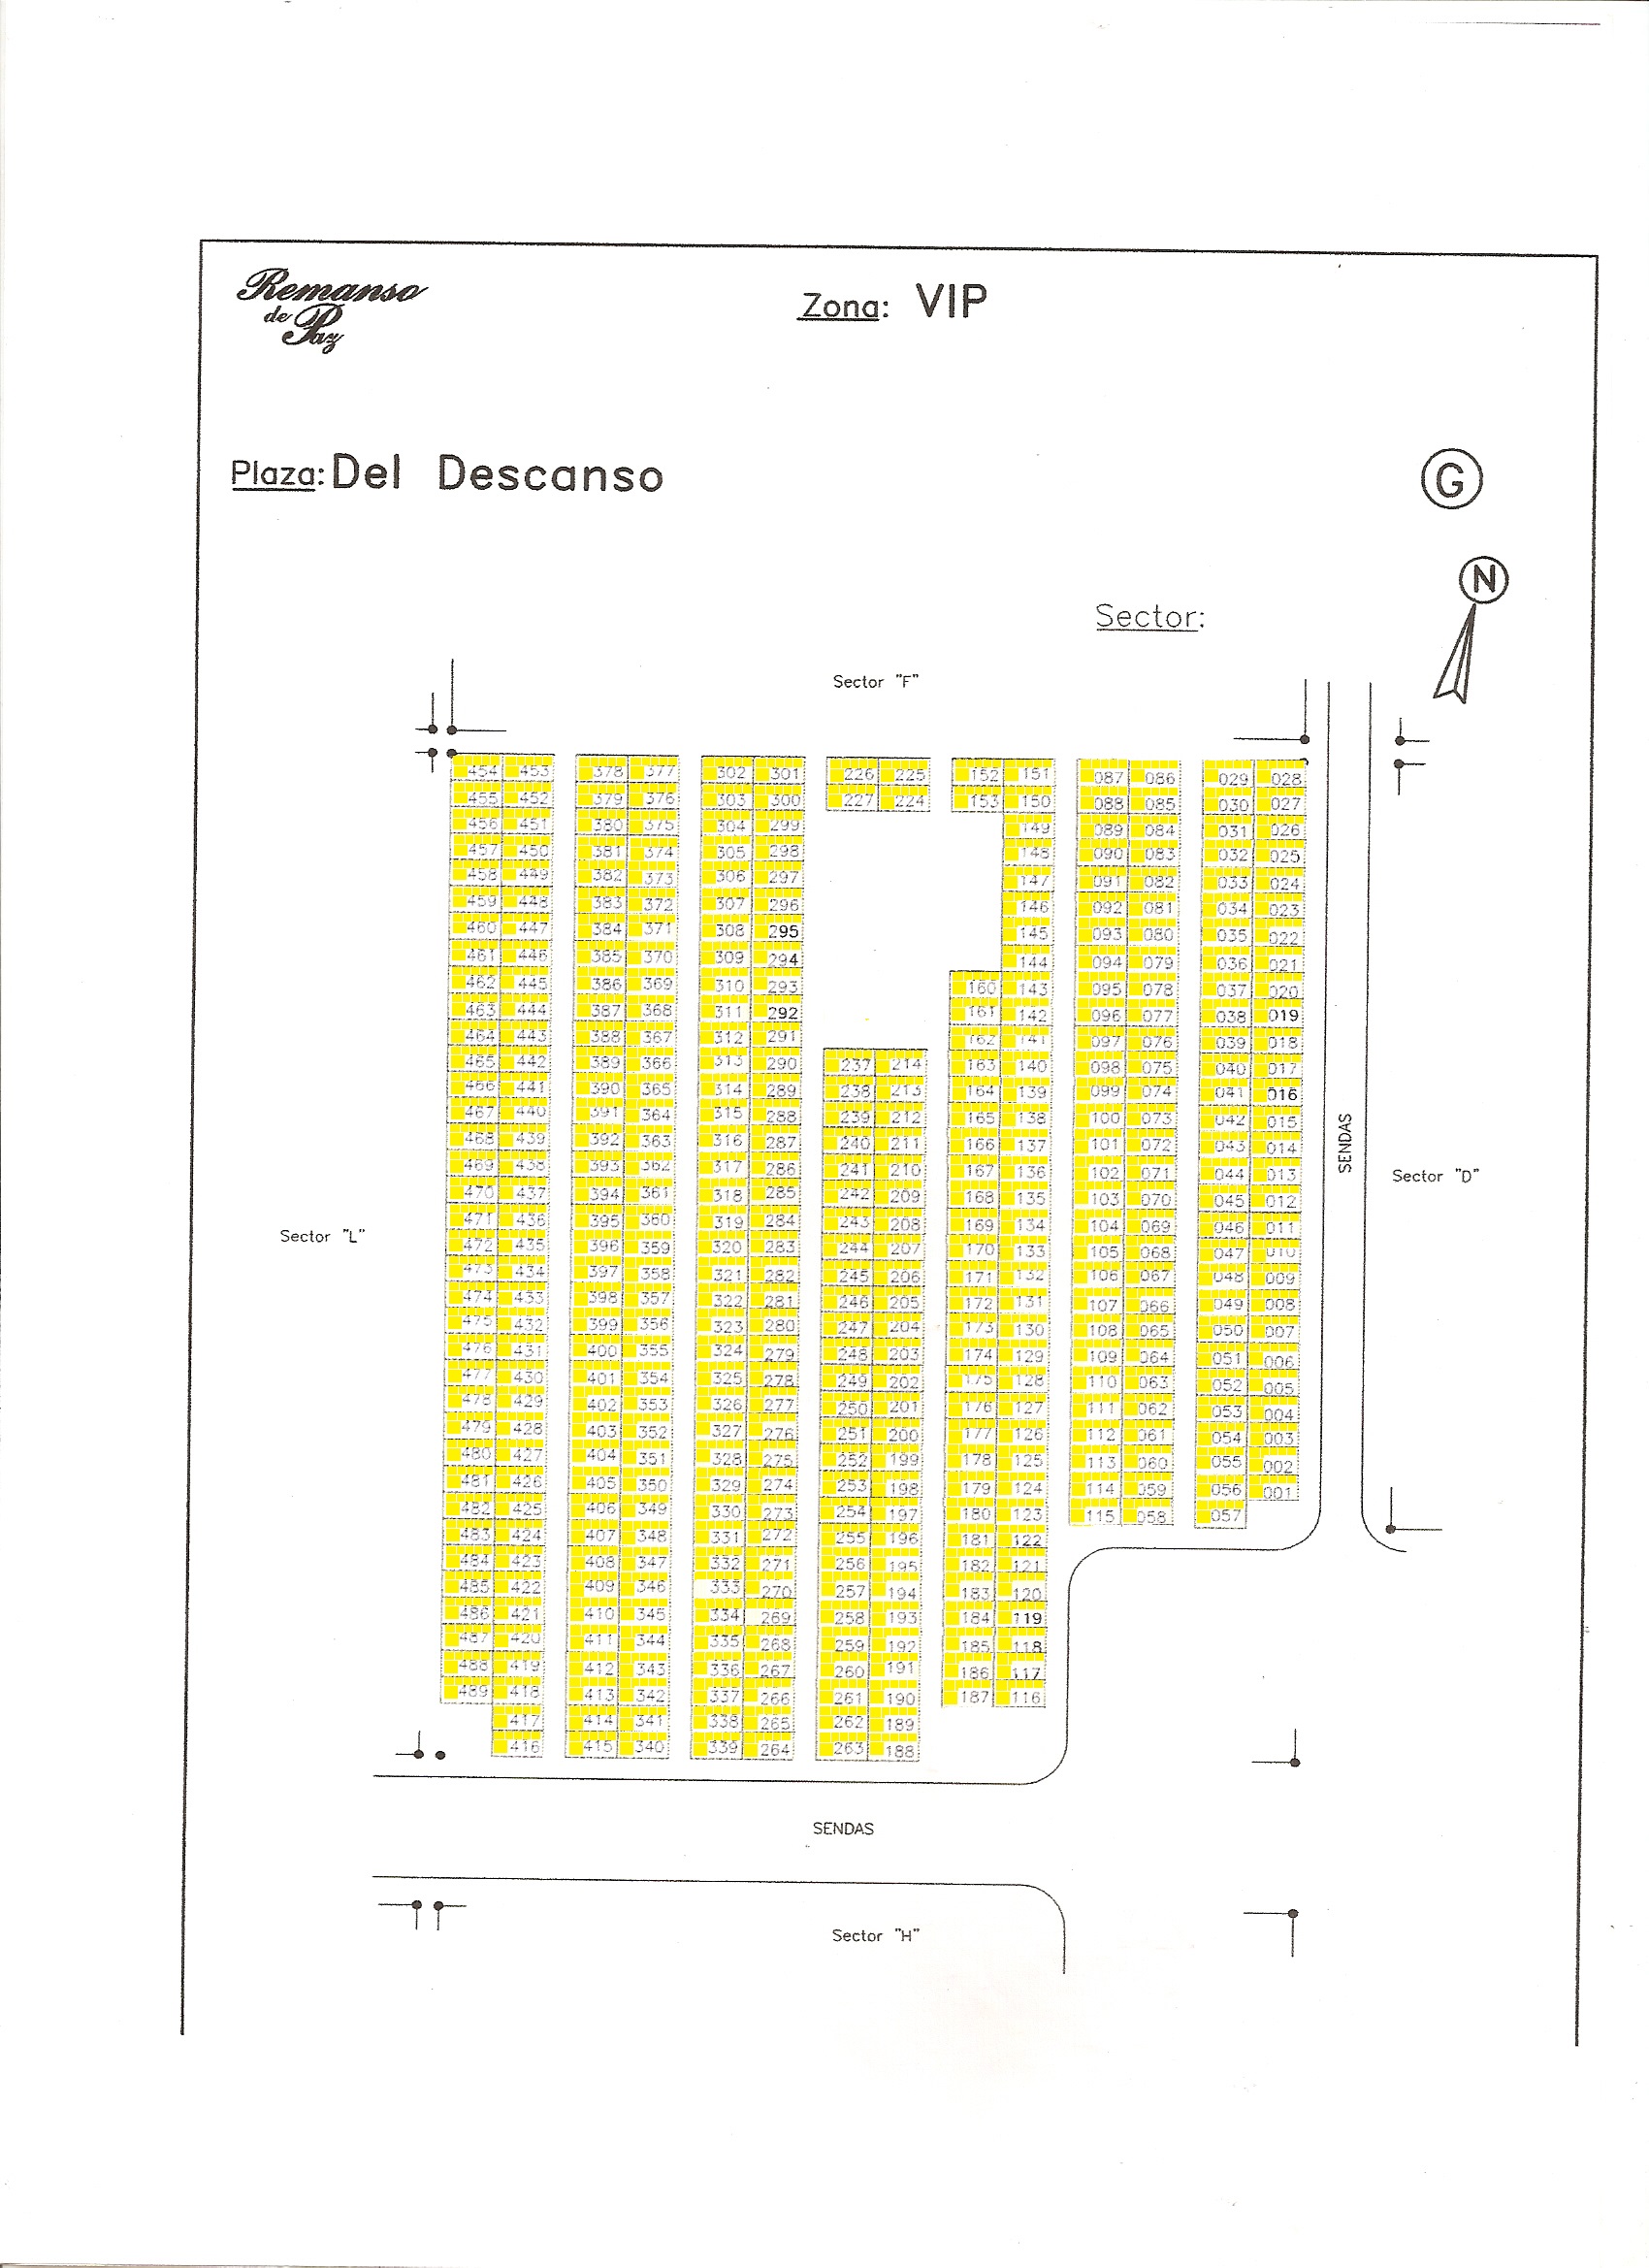 Remanso
de Paz
Zona: VIP
Plaza: Del Descanso
G
N
Sector:
Sector "F"
454 453 378 377 302 301 226 225 152 151 087 086 029 028
455 452 379 376 303 300 227 224 153 150 088 085 030 027
456 451 380 375 304 299 149 089 084 031 026
457 450 381 374 305 298 148 090 083 032 025
458 449 382 373 306 297 147 091 082 033 024
459 448 383 372 307 296 146 092 081 034 023
460 447 384 371 308 295 145 093 080 035 022
461 446 385 370 309 294 144 094 079 036 021
462 445 386 369 310 293 160 143 095 078 037 020
463 444 387 368 311 292 161 142 096 077 038 019
464 443 388 367 312 291 162 141 097 076 039 018
465 442 389 366 313 290 237 214 163 140 098 075 040 017
466 441 390 365 314 289 238 213 164 139 099 074 041 016
467 440 391 364 315 288 239 212 165 138 100 073 042 015
468 439 392 363 316 287 240 211 166 137 101 072 043 014
469 438 393 362 317 286 241 210 167 136 102 071 044 013
470 437 394 361 318 285 242 209 168 135 103 070 045 012
471 436 395 360 319 284 243 208 169 134 104 069 046 011
472 435 396 359 320 283 244 207 170 133 105 068 047 010
473 434 397 358 321 282 245 206 171 132 106 067 048 009
474 433 398 357 322 281 246 205 172 131 107 066 049 008
475 432 399 356 323 280 247 204 173 130 108 065 050 007
476 431 400 355 324 279 248 203 174 129 109 064 051 006
477 430 401 354 325 278 249 202 175 128 110 063 052 005
478 429 402 353 326 277 250 201 176 127 111 062 053 004
479 428 403 352 327 276 251 200 177 126 112 061 054 003
480 427 404 351 328 275 252 199 178 125 113 060 055 002
481 426 405 350 329 274 253 198 179 124 114 059 056 001
482 425 406 349 330 273 254 197 180 123 115 058 057
483 424 407 348 331 272 255 196 181 122
484 423 408 347 332 271 256 195 182 121
485 422 409 346 333 270 257 194 183 120
486 421 410 345 334 269 258 193 184 119
487 420 411 344 335 268 259 192 185 118
488 419 412 343 336 267 260 191 186 117
489 418 413 342 337 266 261 190 187 116
417 414 341 338 265 262 189
416 415 340 339 264 263 188
SENDAS
Sector "D"
Sector "L"
SENDAS
Sector "H"